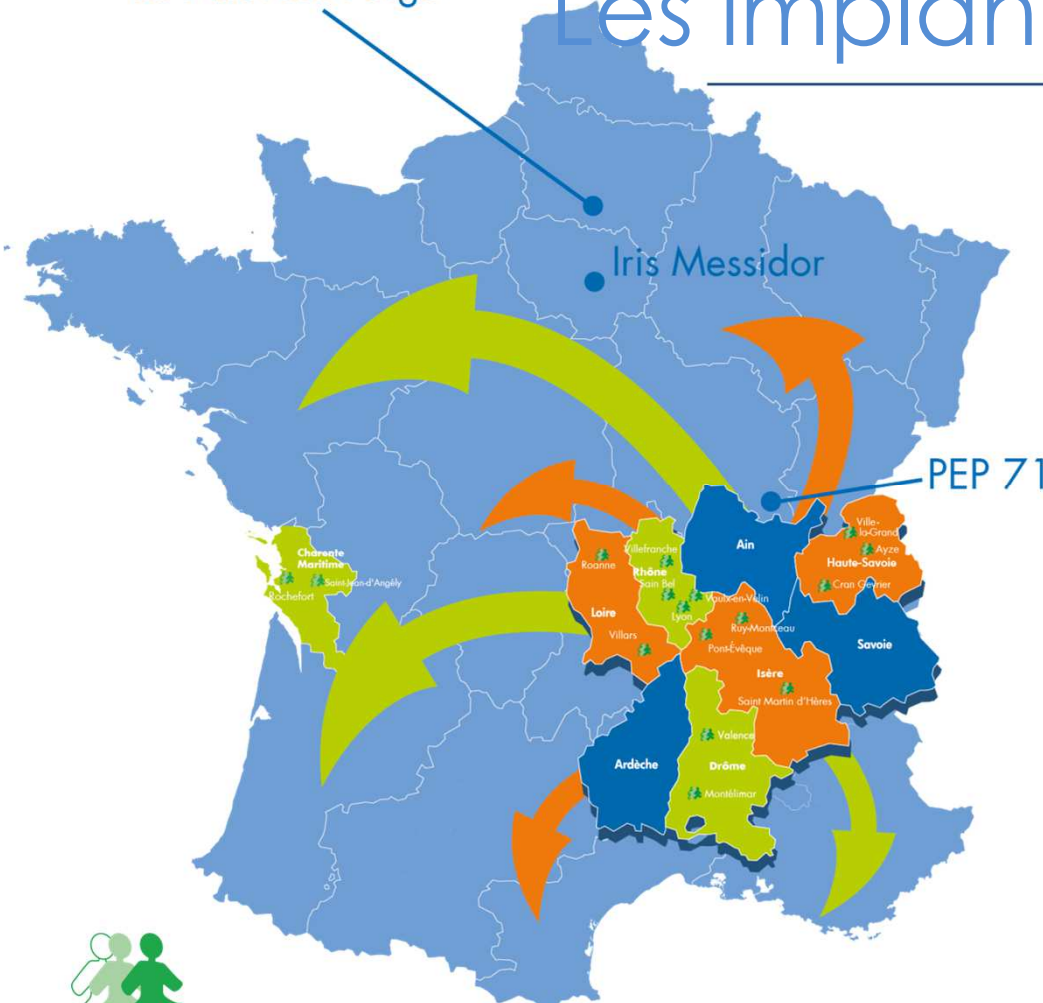 Les implan
Iris Messidor
PEP 71
Ain
Ville-
la-Grand
Ayze
Haute-Savoie
Cran Gevrier
Savoie
Villefranche
Rhône
Sain Bel
Lyon
Vaulx-en-Velin
Roanne
Loire
Villars
Ruy-Montceau
Pont-Évêque
Isère
Saint Martin d'Hères
Charente
Maritime
Saint-Jean-d'Angély
Rochefort
Ardèche
Valence
Drôme
Montélimar